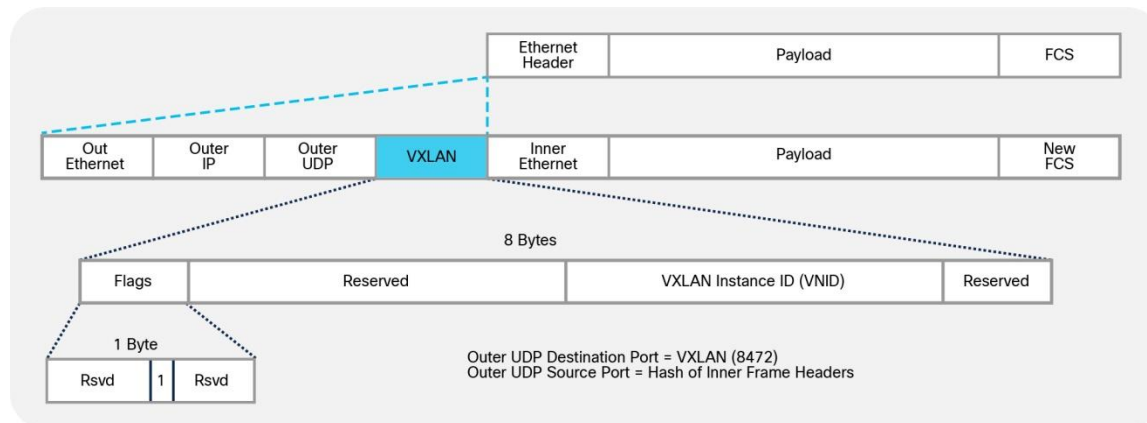 Ethernet
Header
Payload
FCS
Out
Ethernet
Outer
IP
Outer
UDP
VXLAN
Inner
Ethernet
Payload
New
FCS
8 Bytes
Flags
Reserved
VXLAN Instance ID (VNID)
Reserved
1 Byte
Rsvd
1
Rsvd
Outer UDP Destination Port = VXLAN (8472)
Outer UDP Source Port = Hash of Inner Frame Headers